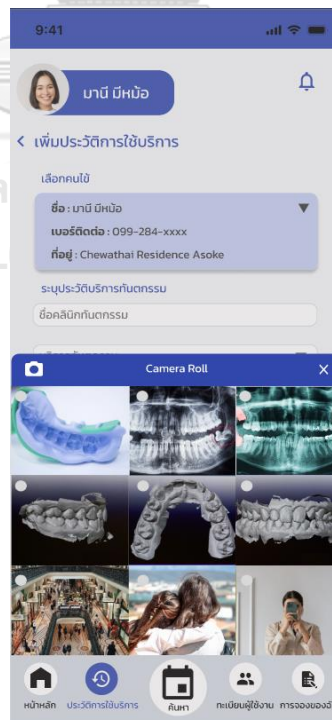 9:41
มานี มีหม้อ
เพิ่มประวัติการใช้บริการ
เลือกคนไข้
ชื่อ : มานี มีหม้อ
เบอร์ติดต่อ : 099-284-xxxx
ที่อยู่ : Chewathai Residence Asoke
ระบุประวัติบริการทันตกรรม
ชื่อคลินิกทันตกรรม
Camera Roll
X
หน้าหลัก ประวัติการใช้บริการ ค้นหา ทะเบียนผู้ใช้งาน การจองของฉัน